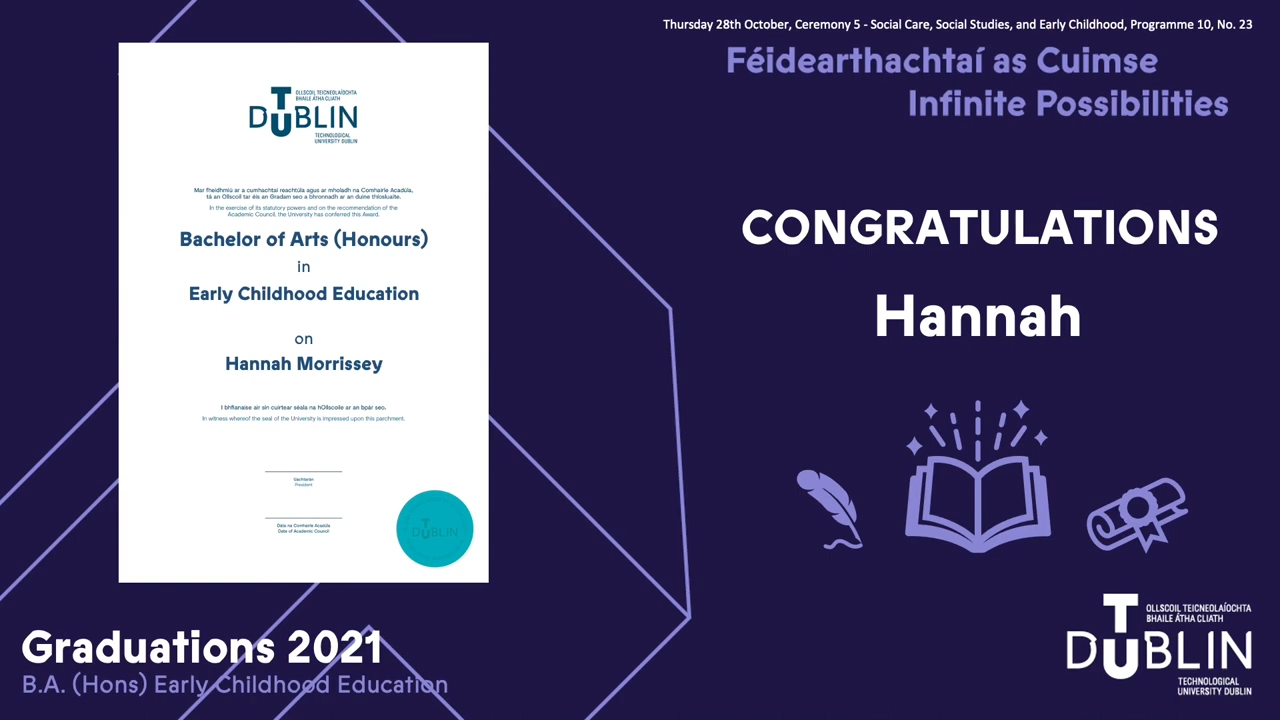 Thursday 28th October, Ceremony 5 - Social Care, Social Studies, and Early Childhood, Programme 10, No. 23
Féidearthachtaí as Cuimse
Infinite Possibilities
OLLSCOIL TEICNEOLAÍOCHTA
BHAILE ÁTHA CLIATH
TU DUBLIN
TECHNOLOGICAL
UNIVERSITY DUBLIN
Mar fheidhmiú ar a cumhachtaí reachtúla agus ar mholadh na Comhairle Acadúla,
tá an Ollscoil tar éis an Gradam seo a bhronnadh ar an duine thíosluaite.
In the exercise of its statutory powers and on the recommendation of the
Academic Council, the University has conferred this Award.
Bachelor of Arts (Honours)
in
Early Childhood Education
on
Hannah Morrissey
I bhfianaise air sin cuirtear séala na hOllscoile ar an bpár seo.
In witness whereof the seal of the University is impressed upon this parchment.
Uachtarán
President
Dáta na Comhairle Acadúla
Date of Academic Council
DUBLIN
CONGRATULATIONS
Hannah
Graduations 2021
B.A. (Hons) Early Childhood Education
OLLSCOIL TEICNEOLAÍOCHTA
BHAILE ÁTHA CLIATH
TU DUBLIN
TECHNOLOGICAL
UNIVERSITY DUBLIN